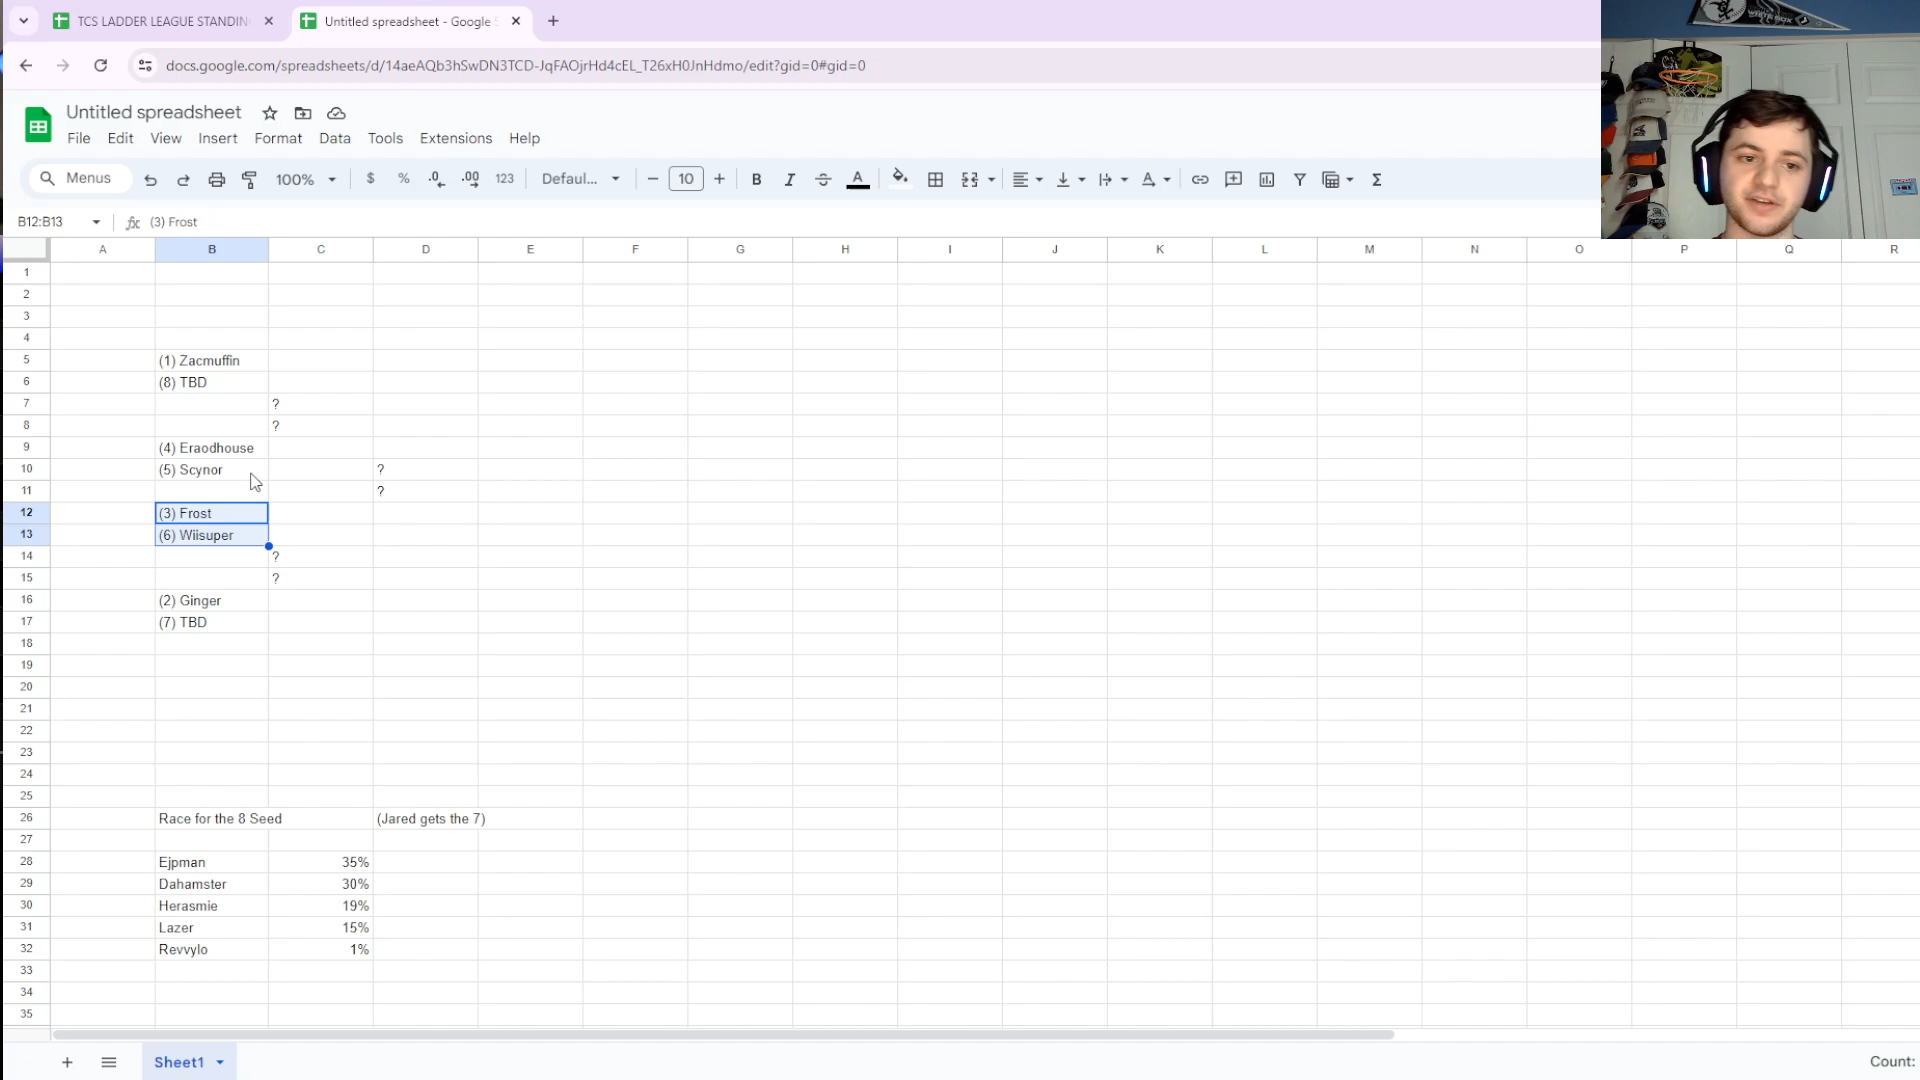 TCS LADDER LEAGUE STANDIN
Untitled spreadsheet - Google S
docs.google.com/spreadsheets/d/14aeAQb3hSwDN3TCD-JqFAOjrHd4cEL_T26xH0JnHdmo/edit?gid=0#gid=0
Untitled spreadsheet
File Edit View Insert Format Data Tools Extensions Help
Menus 100% $ % .0 .00 123 Defaul... 10 B I A Σ
B12:B13 fx (3) Frost
A B C D E F G H I J K L M N O P Q R
1
2
3
4
5 (1) Zacmuffin
6 (8) TBD
7 ?
8 ?
9 (4) Eraodhouse
10 (5) Scynor ?
11 ?
12 (3) Frost
13 (6) Wiisuper
14 ?
15 ?
16 (2) Ginger
17 (7) TBD
18
19
20
21
22
23
24
25
26 Race for the 8 Seed (Jared gets the 7)
27
28 Ejpman 35%
29 Dahamster 30%
30 Herasmie 19%
31 Lazer 15%
32 Revvylo 1%
33
34
35
Sheet1
Count: